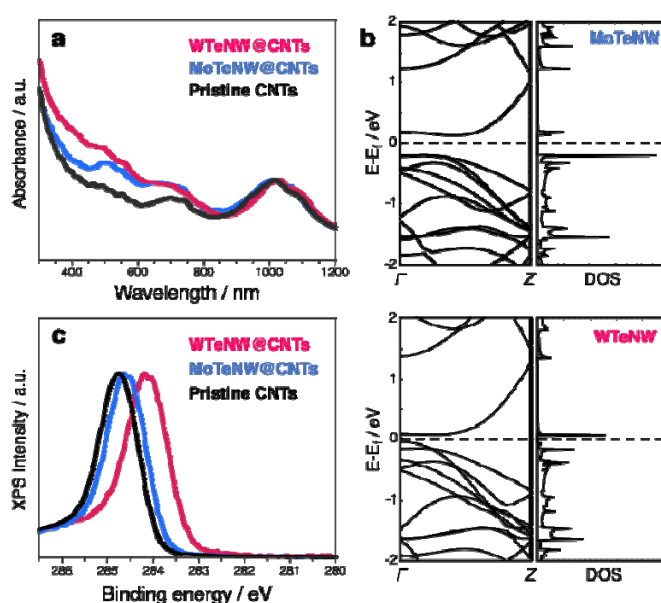 a
WTeNW@CNTs
MoTeNW@CNTs
Pristine CNTs
Absorbance / a.u.
400 600 800 1000 1200
Wavelength / nm
b
MoTeNW
2
1
0
-1
-2
E-Ef / eV
Γ Z DOS
c
WTeNW@CNTs
MoTeNW@CNTs
Pristine CNTs
XPS Intensity / a.u.
286 285 284 283 282 281 280
Binding energy / eV
WTeNW
2
1
0
-1
-2
E-Ef / eV
Γ Z DOS